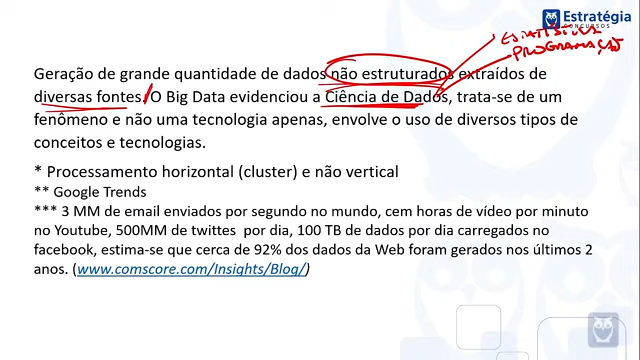 Estratégia
CONCURSOS
ESTATÍSTICA
PROGRAMAÇÃO
Geração de grande quantidade de dados não estruturados extraídos de
diversas fontes. O Big Data evidenciou a Ciência de Dados, trata-se de um
fenômeno e não uma tecnologia apenas, envolve o uso de diversos tipos de
conceitos e tecnologias.
* Processamento horizontal (cluster) e não vertical
** Google Trends
*** 3 MM de email enviados por segundo no mundo, cem horas de vídeo por minuto
no Youtube, 500MM de twittes por dia, 100 TB de dados por dia carregados no
facebook, estima-se que cerca de 92% dos dados da Web foram gerados nos últimos 2
anos. (www.comscore.com/Insights/Blog/)